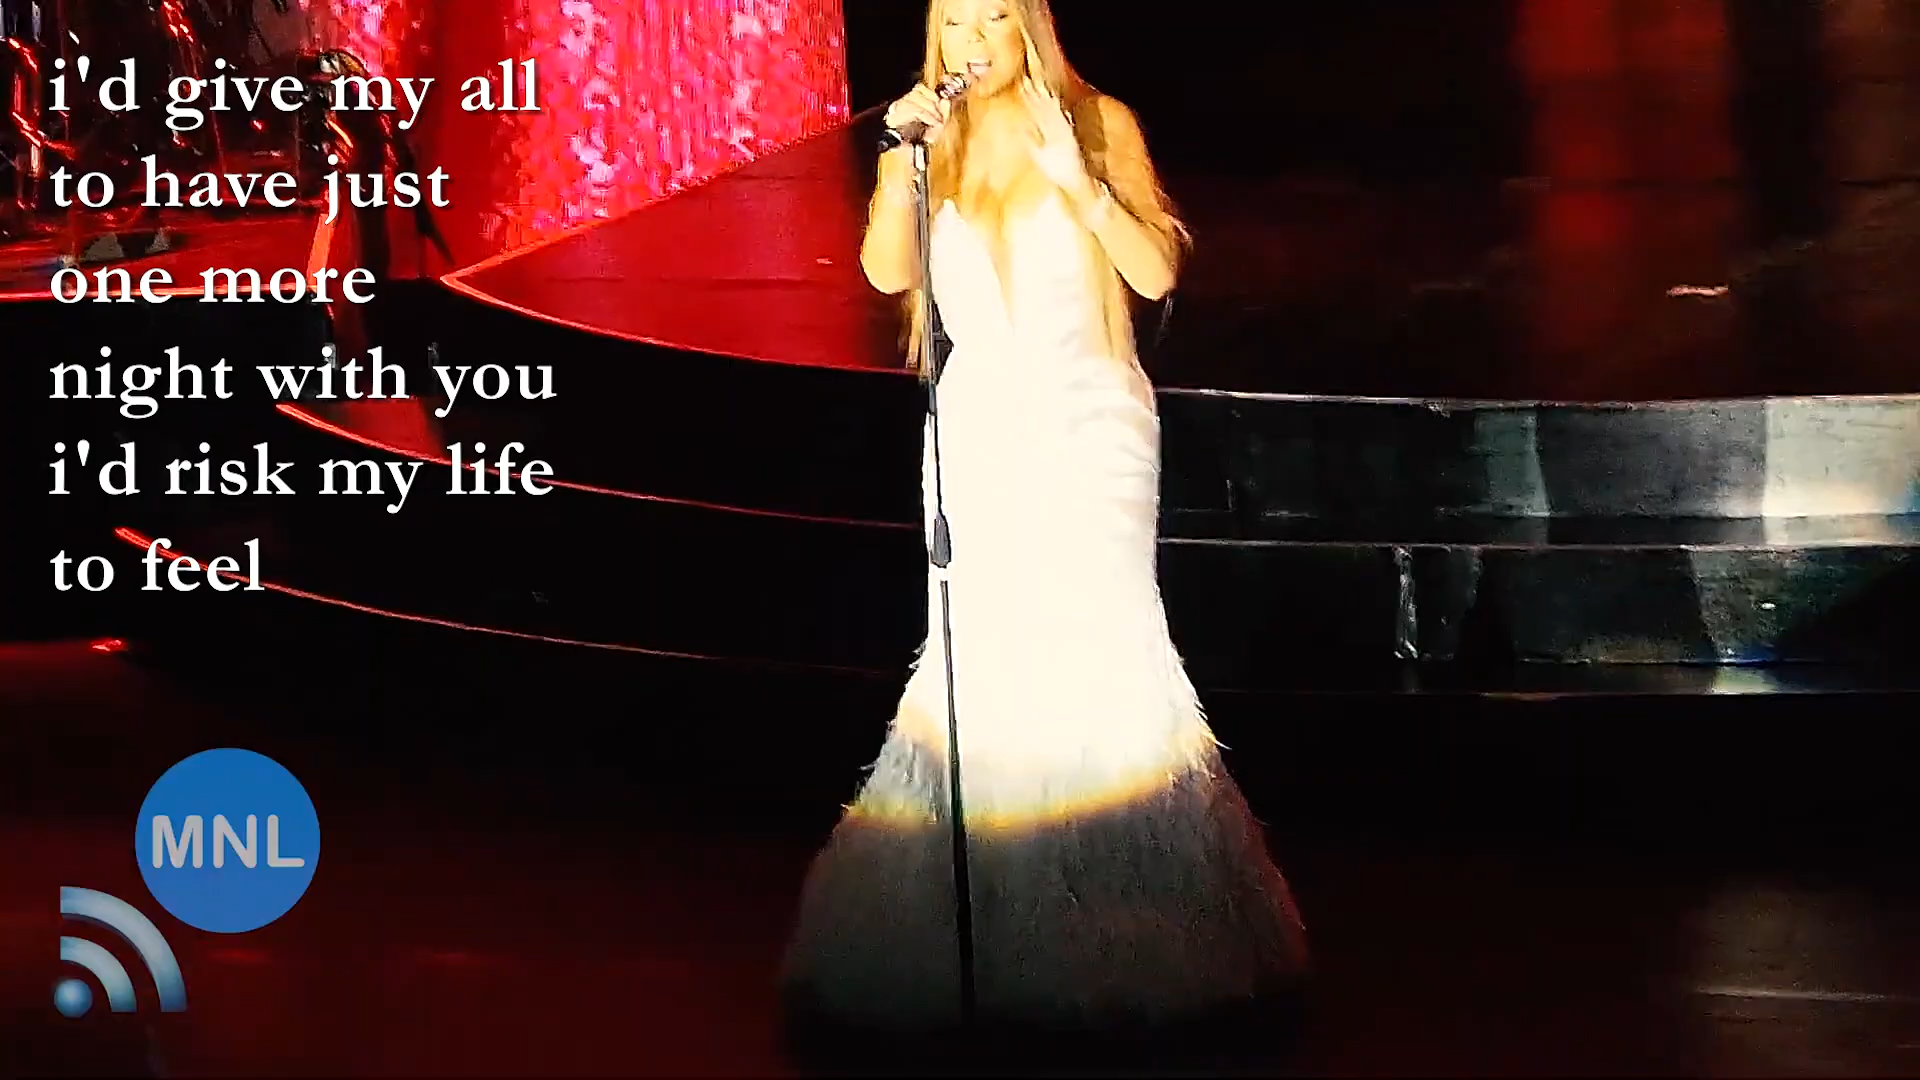 i'd give my all
to have just
one more
night with you
i'd risk my life
to feel
MNL